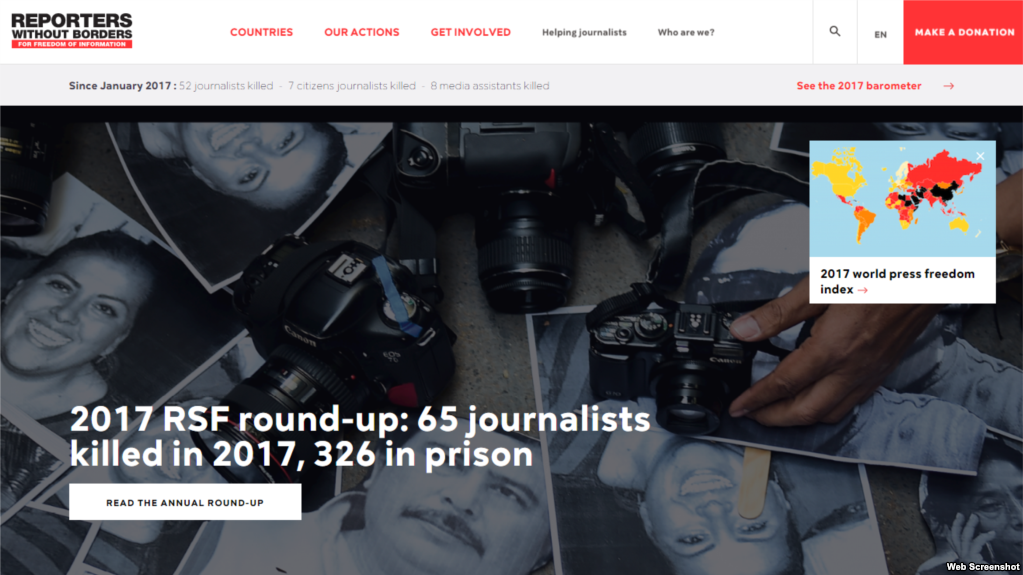 REPORTERS
WITHOUT BORDERS
FOR FREEDOM OF INFORMATION
COUNTRIES
OUR ACTIONS
GET INVOLVED
Helping journalists
Who are we?
EN
MAKE A DONATION
Since January 2017 : 52 journalists killed - 7 citizens journalists killed - 8 media assistants killed
See the 2017 barometer →
2017 world press freedom
index →
Canon
Canon
2017 RSF round-up: 65 journalists
killed in 2017, 326 in prison
READ THE ANNUAL ROUND-UP
Web Screenshot